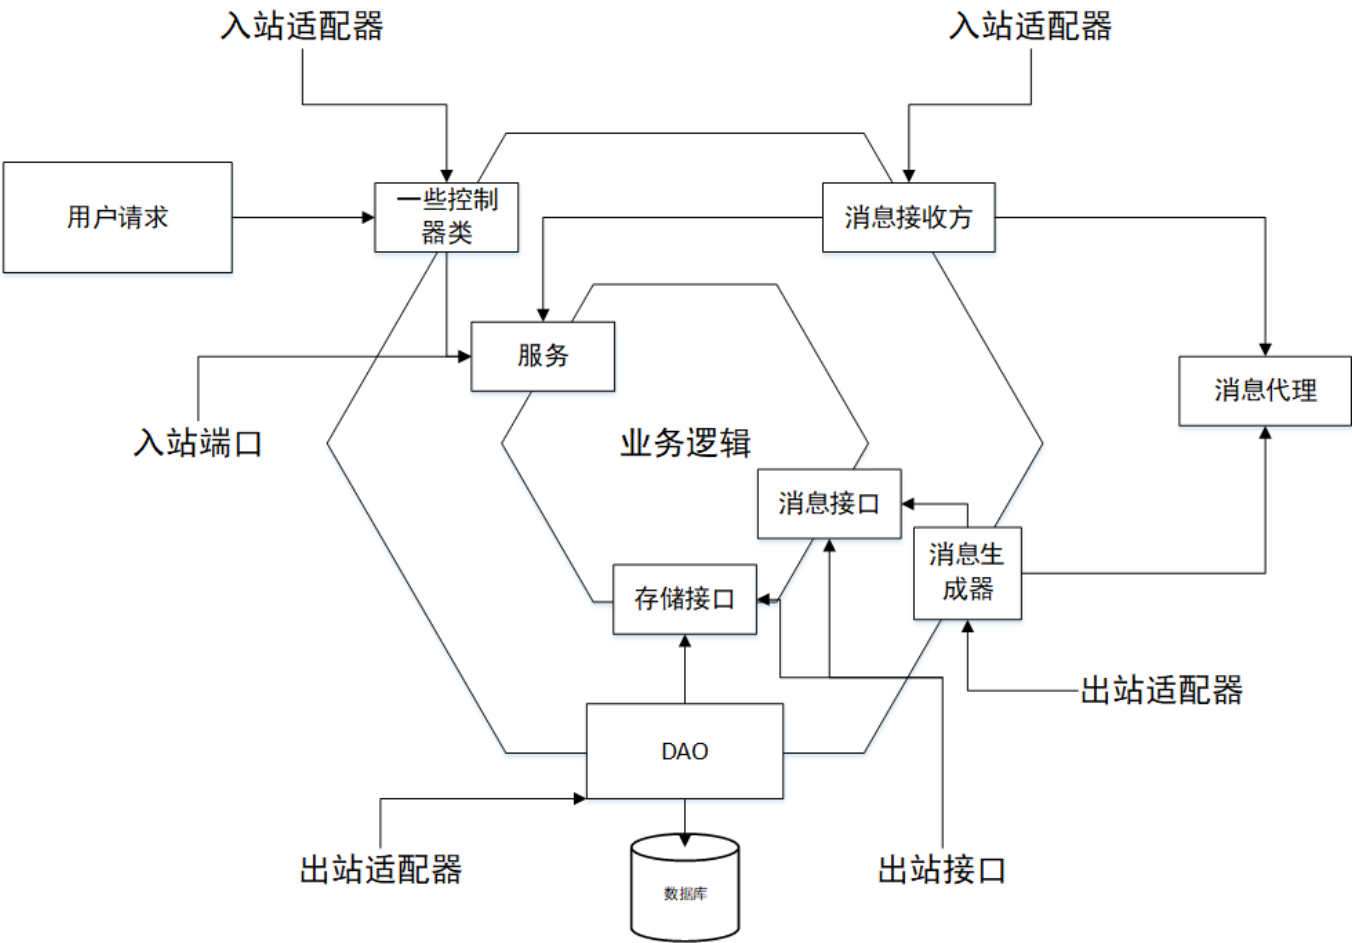 入站适配器
入站适配器
用户请求
一些控制
器类
消息接收方
服务
消息代理
入站端口
业务逻辑
消息接口
消息生
成器
存储接口
出站适配器
DAO
出站适配器
数据库
出站接口